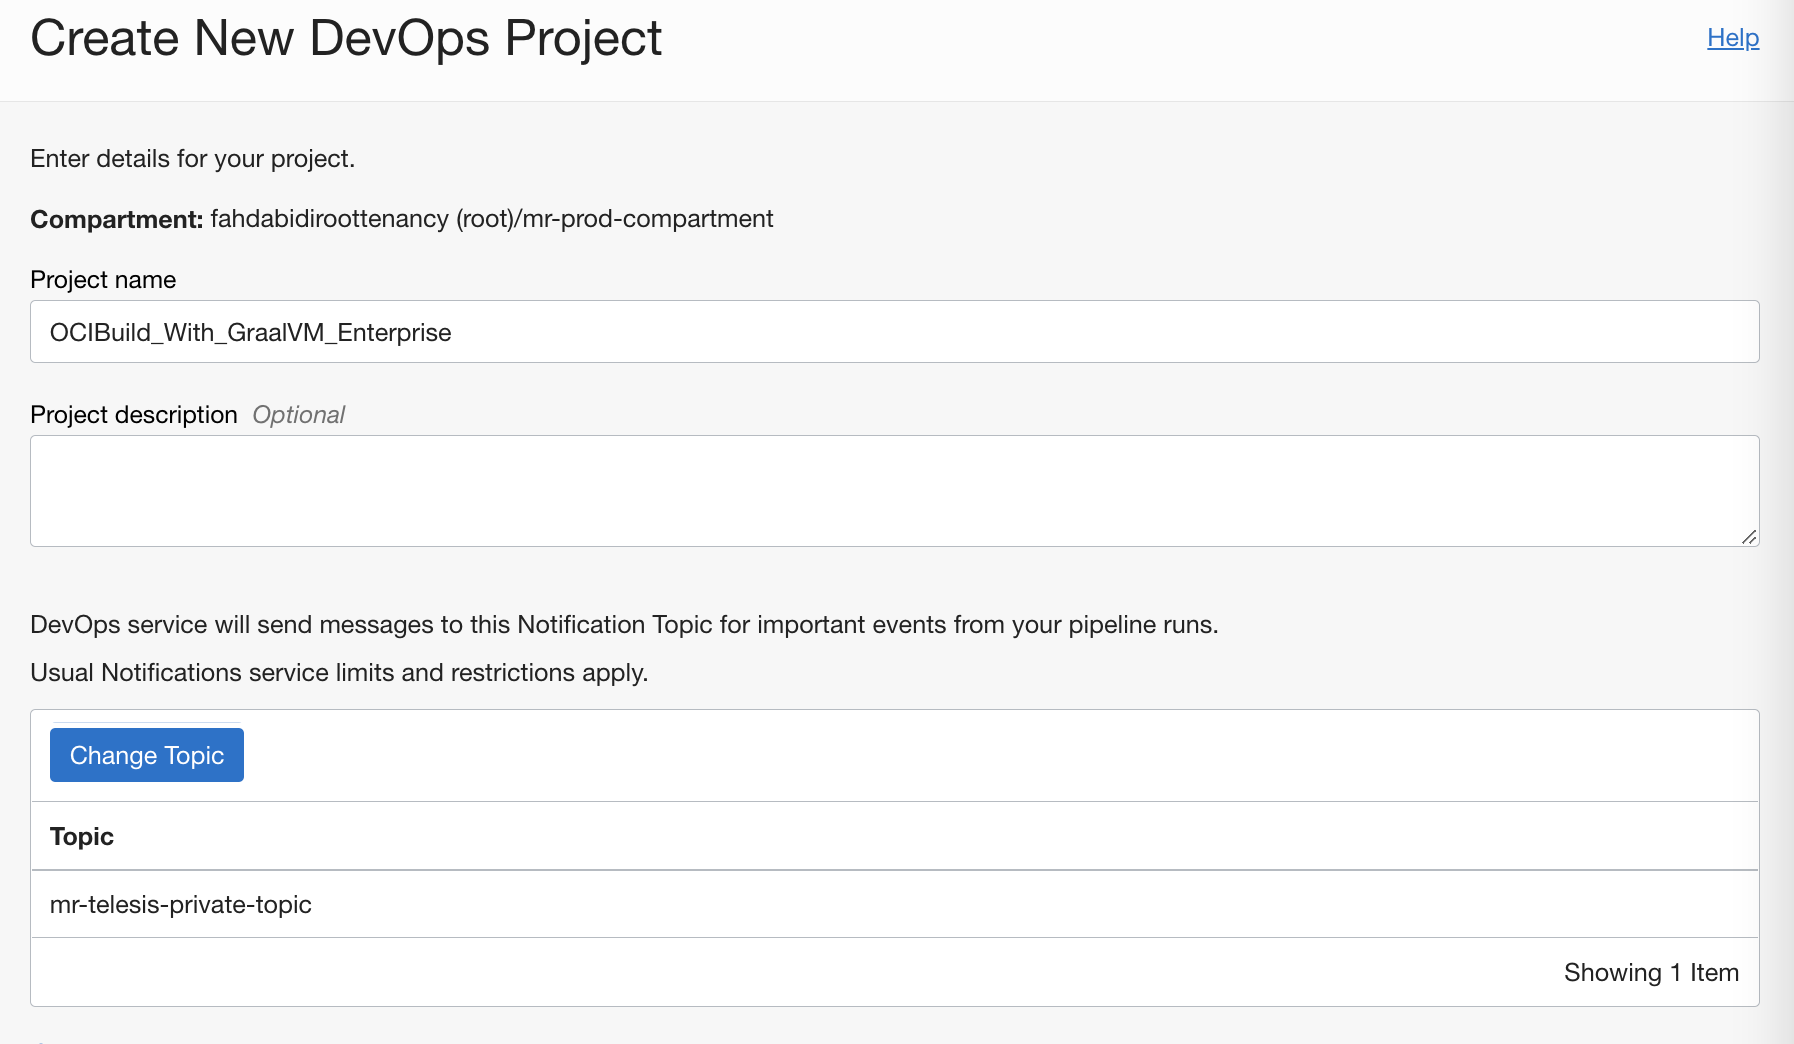 Create New DevOps Project
Help
Enter details for your project.
Compartment: fahdabidiroottenancy (root)/mr-prod-compartment
Project name
OCIBuild_With_GraalVM_Enterprise
Project description Optional
DevOps service will send messages to this Notification Topic for important events from your pipeline runs.
Usual Notifications service limits and restrictions apply.
Change Topic
Topic
mr-telesis-private-topic
Showing 1 Item